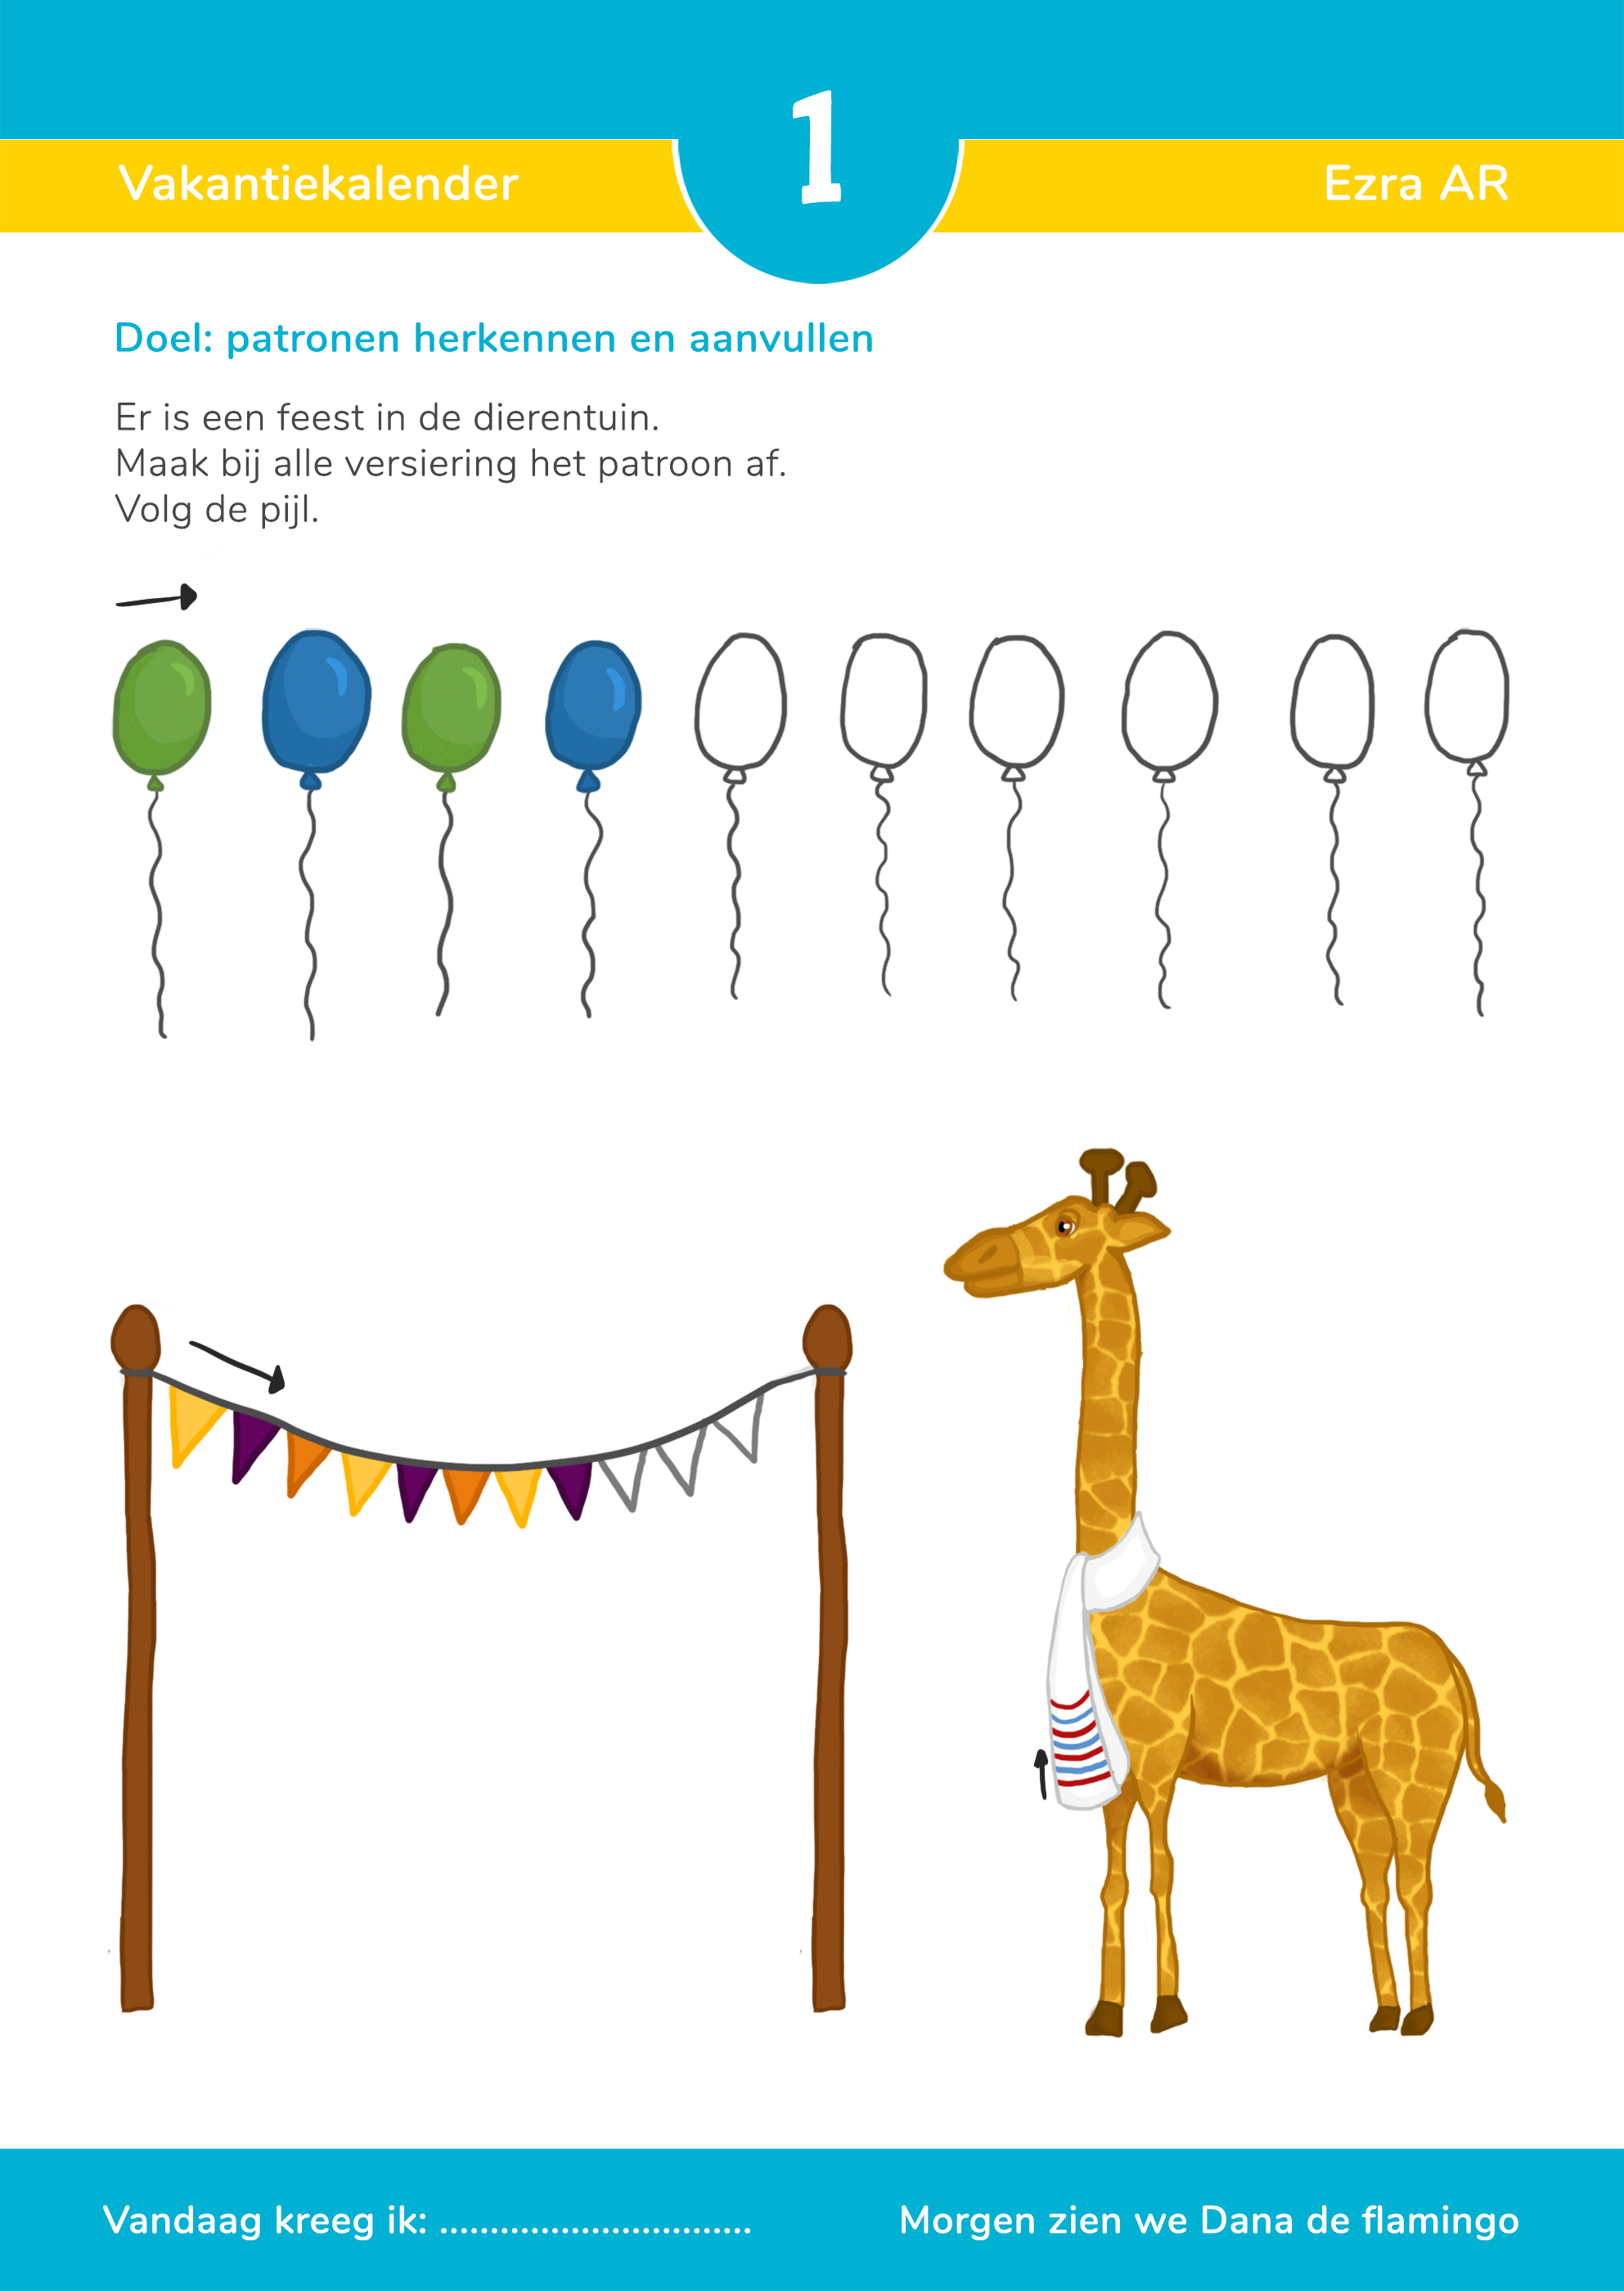 1
Vakantiekalender
Ezra AR
Doel: patronen herkennen en aanvullen
Er is een feest in de dierentuin.
Maak bij alle versiering het patroon af.
Volg de pijl.
Vandaag kreeg ik: ...............................
Morgen zien we Dana de flamingo